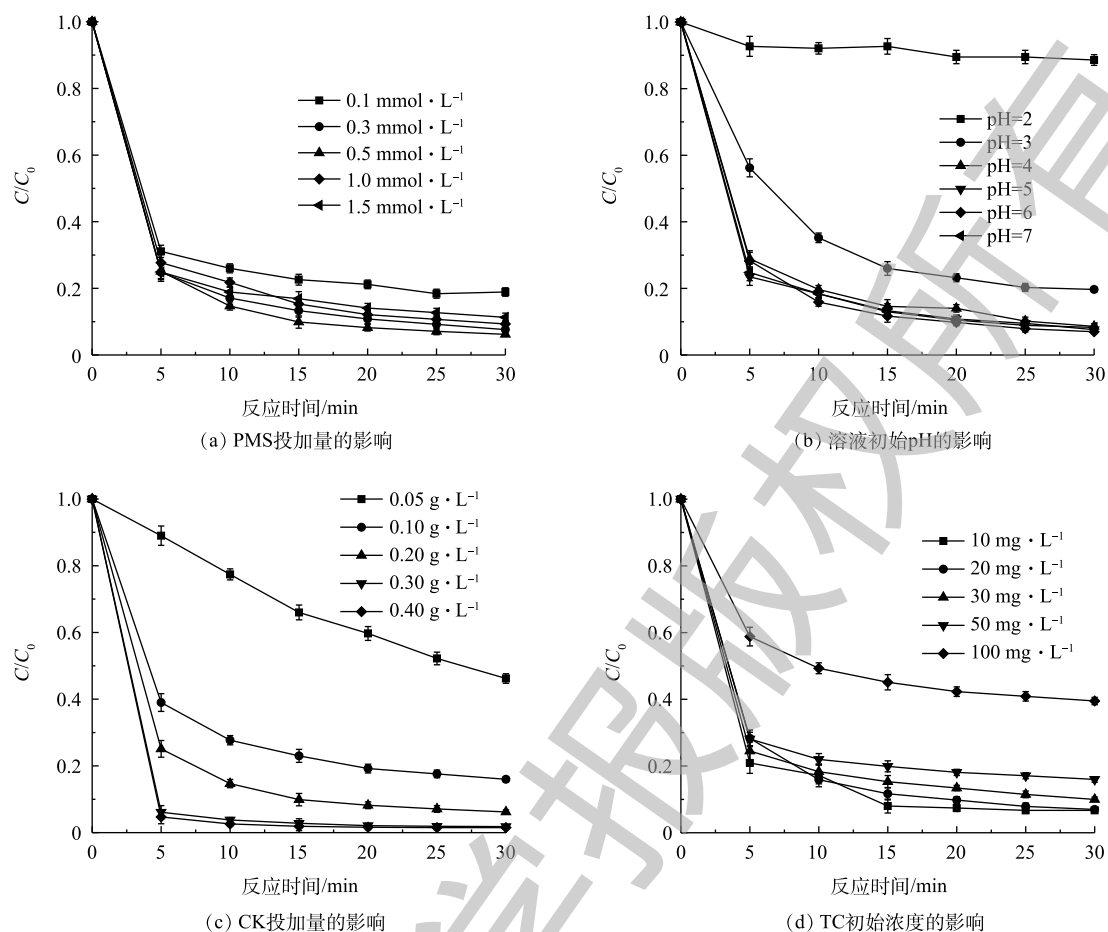 1.0
0.8
0.6
0.4
0.2
0
C/C₀
0.1 mmol·L⁻¹
0.3 mmol·L⁻¹
0.5 mmol·L⁻¹
1.0 mmol·L⁻¹
1.5 mmol·L⁻¹
0 5 10 15 20 25 30
反应时间/min
(a) PMS投加量的影响
1.0
0.8
0.6
0.4
0.2
0
C/C₀
pH=2
pH=3
pH=4
pH=5
pH=6
pH=7
0 5 10 15 20 25 30
反应时间/min
(b) 溶液初始pH的影响
1.0
0.8
0.6
0.4
0.2
0
C/C₀
0.05 g·L⁻¹
0.10 g·L⁻¹
0.20 g·L⁻¹
0.30 g·L⁻¹
0.40 g·L⁻¹
0 5 10 15 20 25 30
反应时间/min
(c) CK投加量的影响
1.0
0.8
0.6
0.4
0.2
0
C/C₀
10 mg·L⁻¹
20 mg·L⁻¹
30 mg·L⁻¹
50 mg·L⁻¹
100 mg·L⁻¹
0 5 10 15 20 25 30
反应时间/min
(d) TC初始浓度的影响
学报版权所有